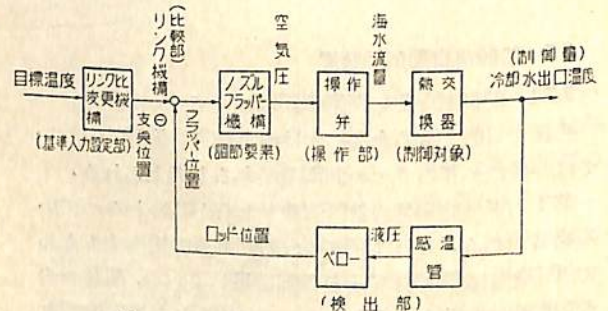 目標温度
リンク比
変更機
構
(基準入力設定部)
(比較部)
リンク機構
⊖
支点位置
フラッパー位置
ノズル
フラッパー
機構
(調節要素)
空気圧
操作
弁
(操作部)
海水流量
熱交
換器
(制御対象)
(制御量)
冷却水出口温度
ロッド位置
ベロー
液圧
感温
管
(検出部)